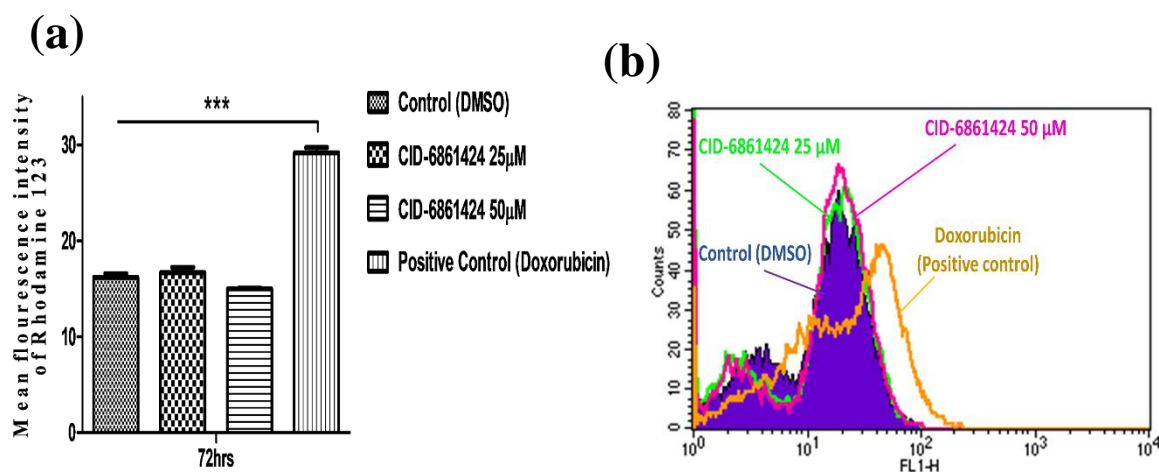 (a)
Mean flourescence intensity
of Rhodamine 123
30
20
10
0
***
72hrs
Control (DMSO)
CID-6861424 25µM
CID-6861424 50µM
Positive Control (Doxorubicin)
(b)
Counts
80
70
60
50
40
30
20
10
0
CID-6861424 50 µM
CID-6861424 25 µM
Control (DMSO)
Doxorubicin
(Positive control)
10⁰
10¹
10²
10⁻³
10⁴
FL1-H